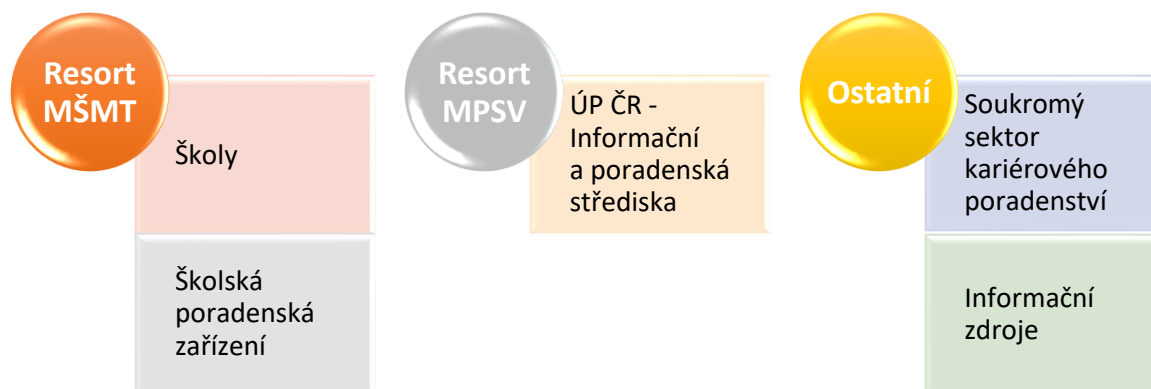 Resort
MŠMT
Školy
Školská
poradenská
zařízení
Resort
MPSV
ÚP ČR -
Informační
a poradenská
střediska
Ostatní
Soukromý
sektor
kariérového
poradenství
Informační
zdroje